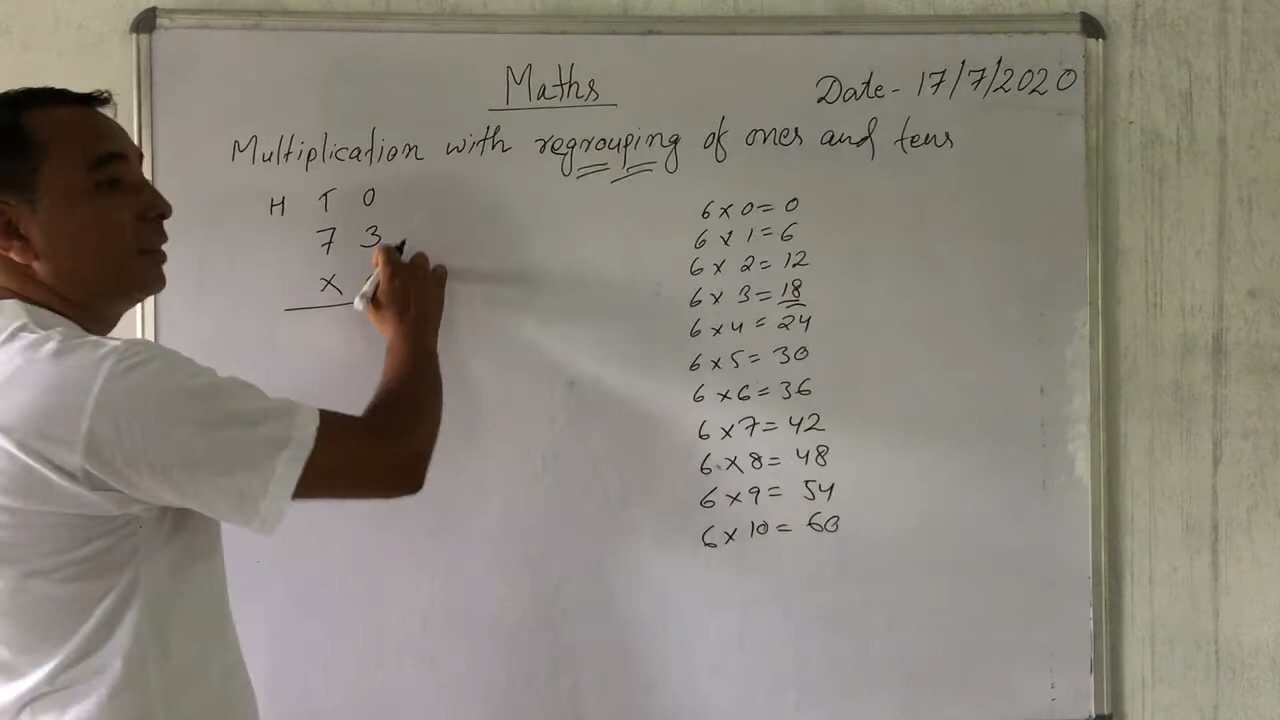 Maths
Date - 17/7/2020
Multiplication with regrouping of ones and tens
H T O
7 3
×
6 × 0 = 0
6 × 1 = 6
6 × 2 = 12
6 × 3 = 18
6 × 4 = 24
6 × 5 = 30
6 × 6 = 36
6 × 7 = 42
6 × 8 = 48
6 × 9 = 54
6 × 10 = 60